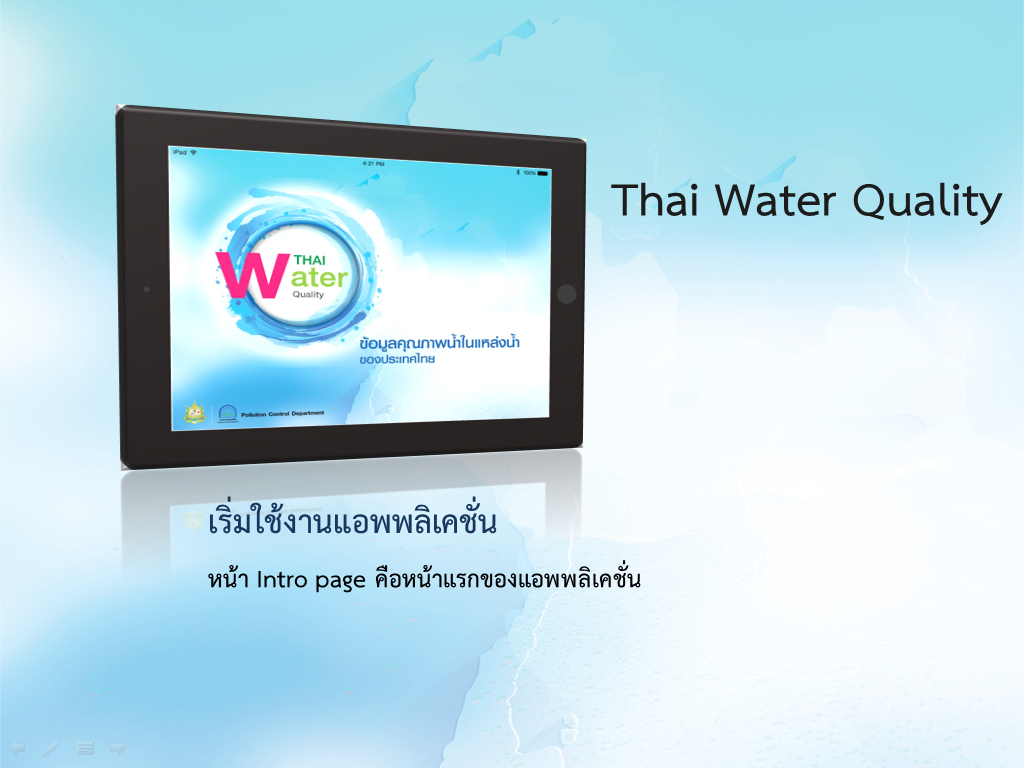 iPad
4:21 PM
100%
Thai Water Quality
THAI
Water
Quality
ข้อมูลคุณภาพน้ำในแหล่งน้ำ
ของประเทศไทย
Pollution Control Department
เริ่มใช้งานแอพพลิเคชั่น
หน้า Intro page คือหน้าแรกของแอพพลิเคชั่น